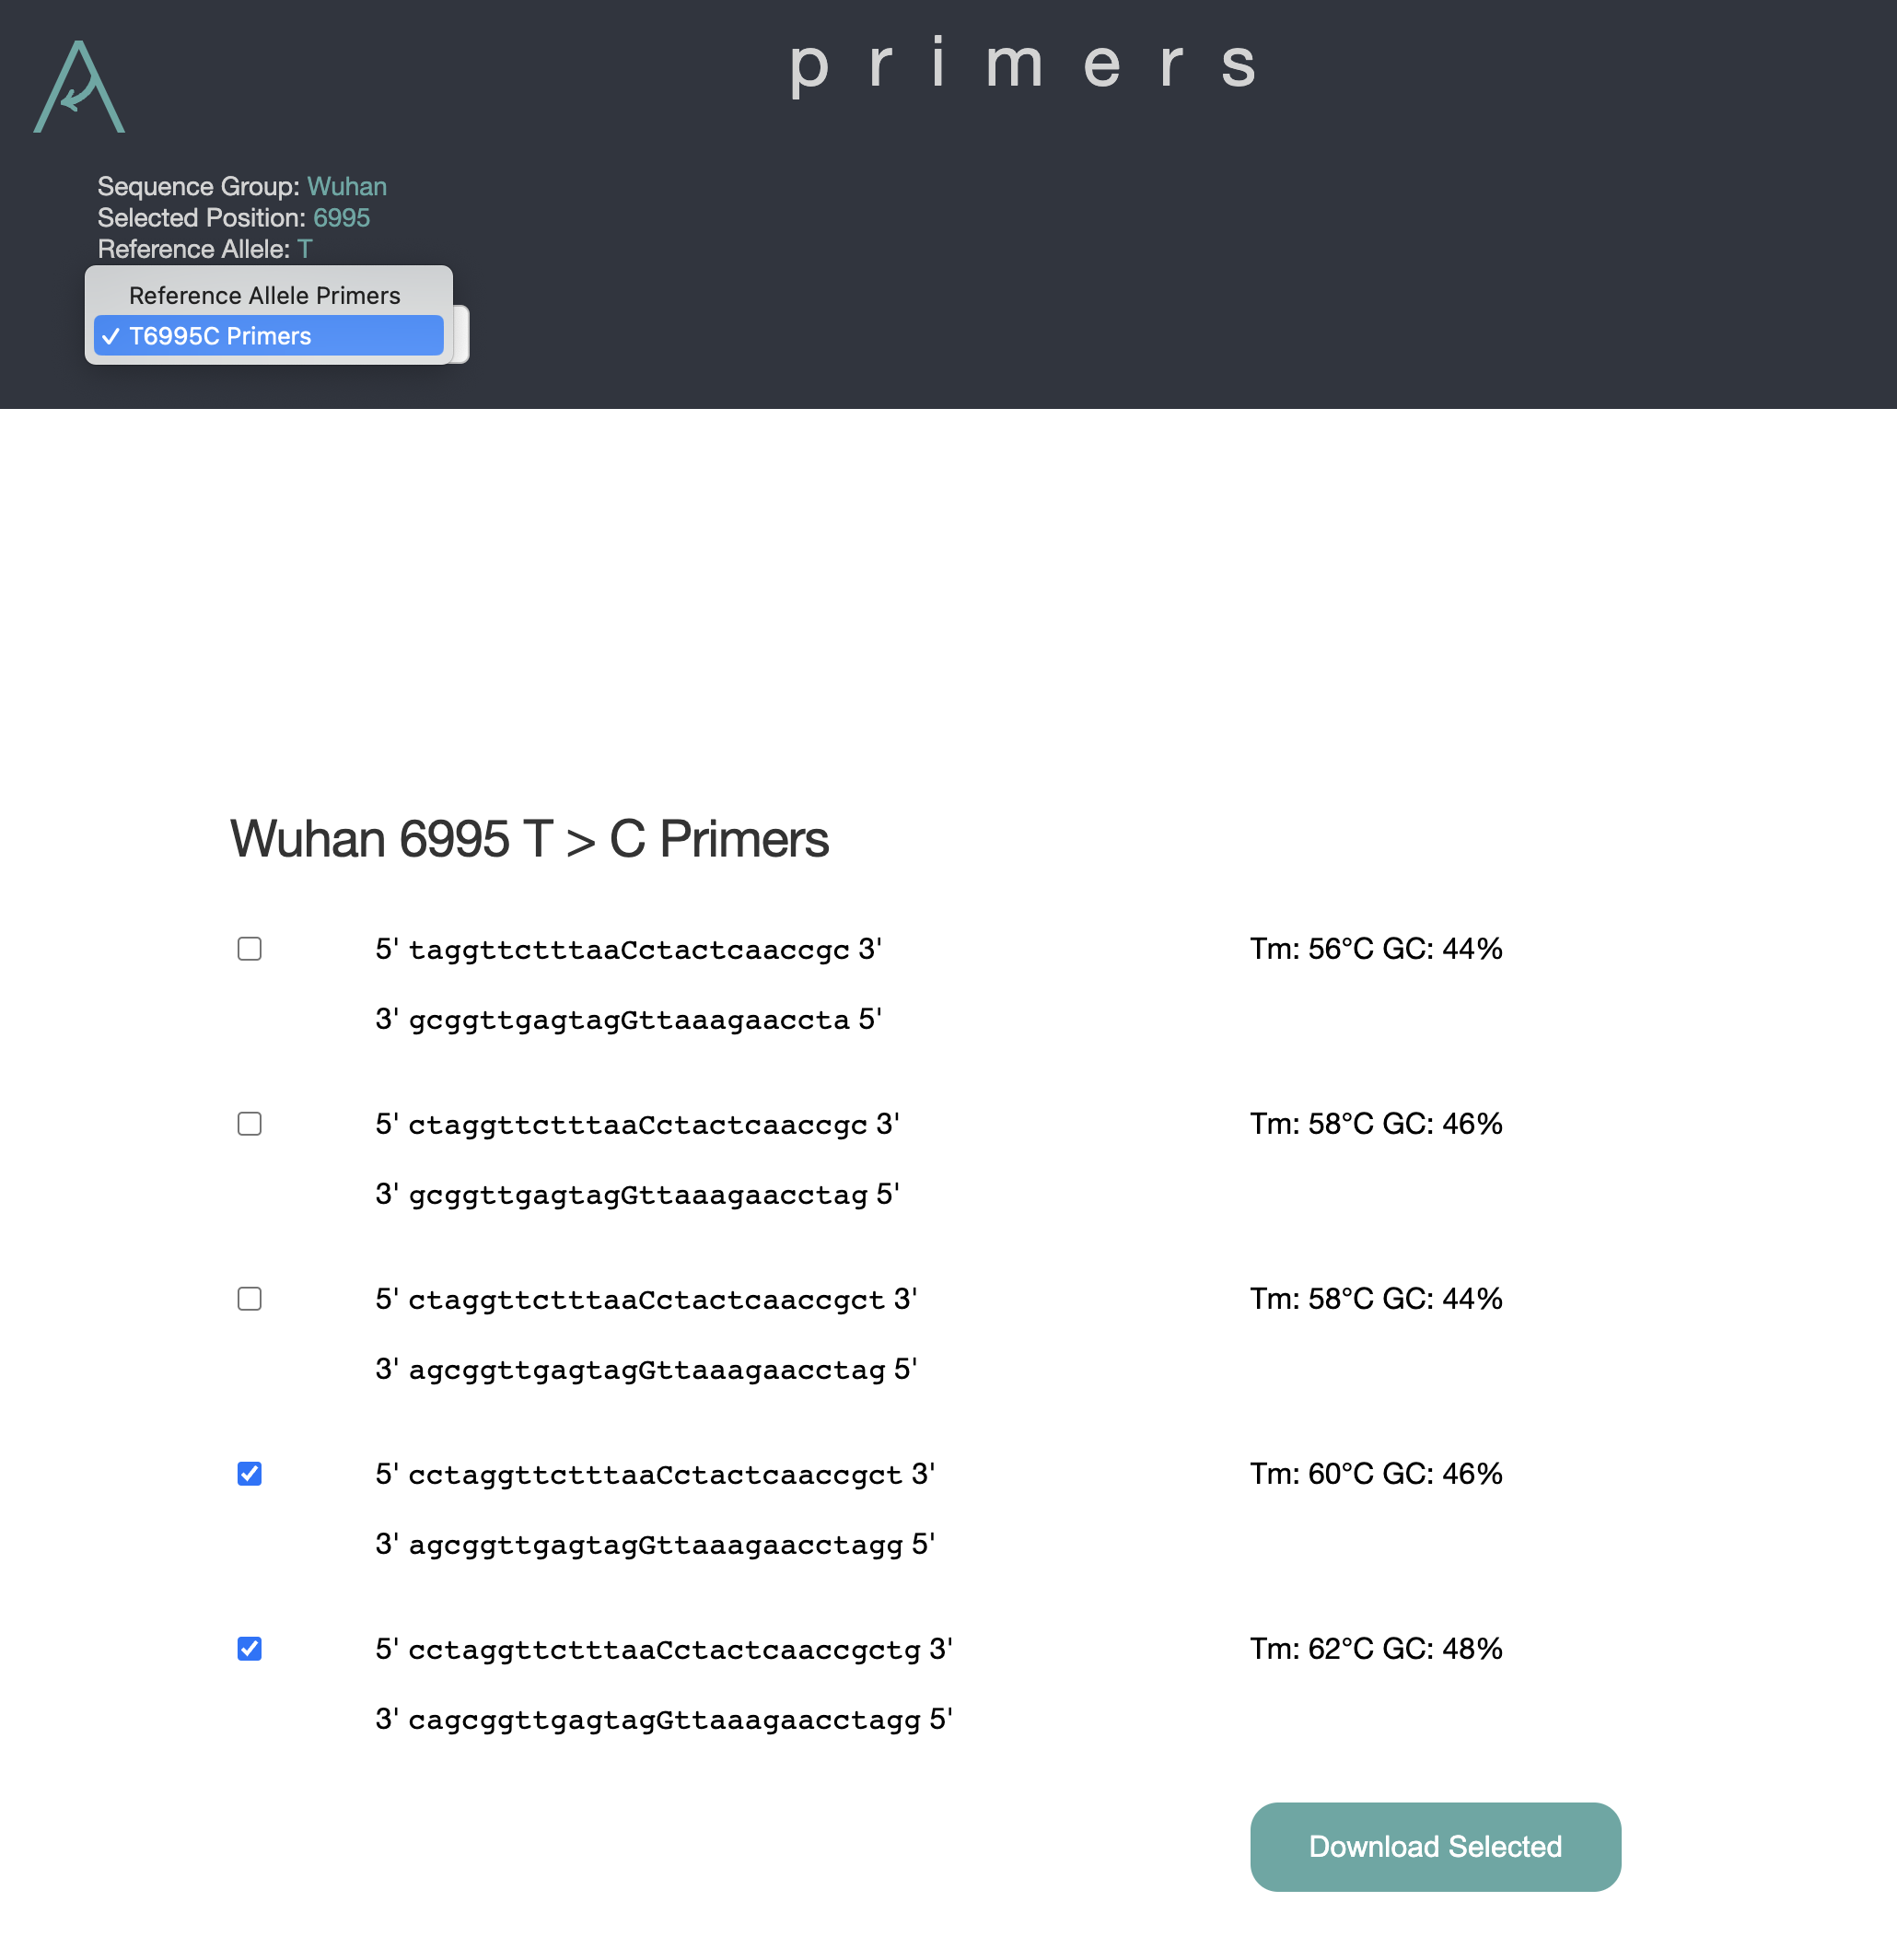 p r i m e r s
Sequence Group: Wuhan
Selected Position: 6995
Reference Allele: T
Reference Allele Primers
✓ T6995C Primers
Wuhan 6995 T > C Primers
5' taggttctttaaCctactcaaccgc 3' Tm: 56°C GC: 44%
3' gcggttgagtagGttaaagaaccta 5'
5' ctaggttctttaaCctactcaaccgc 3' Tm: 58°C GC: 46%
3' gcggttgagtagGttaaagaacctag 5'
5' ctaggttctttaaCctactcaaccgct 3' Tm: 58°C GC: 44%
3' agcggttgagtagGttaaagaacctag 5'
5' cctaggttctttaaCctactcaaccgct 3' Tm: 60°C GC: 46%
3' agcggttgagtagGttaaagaacctagg 5'
5' cctaggttctttaaCctactcaaccgctg 3' Tm: 62°C GC: 48%
3' cagcggttgagtagGttaaagaacctagg 5'
Download Selected